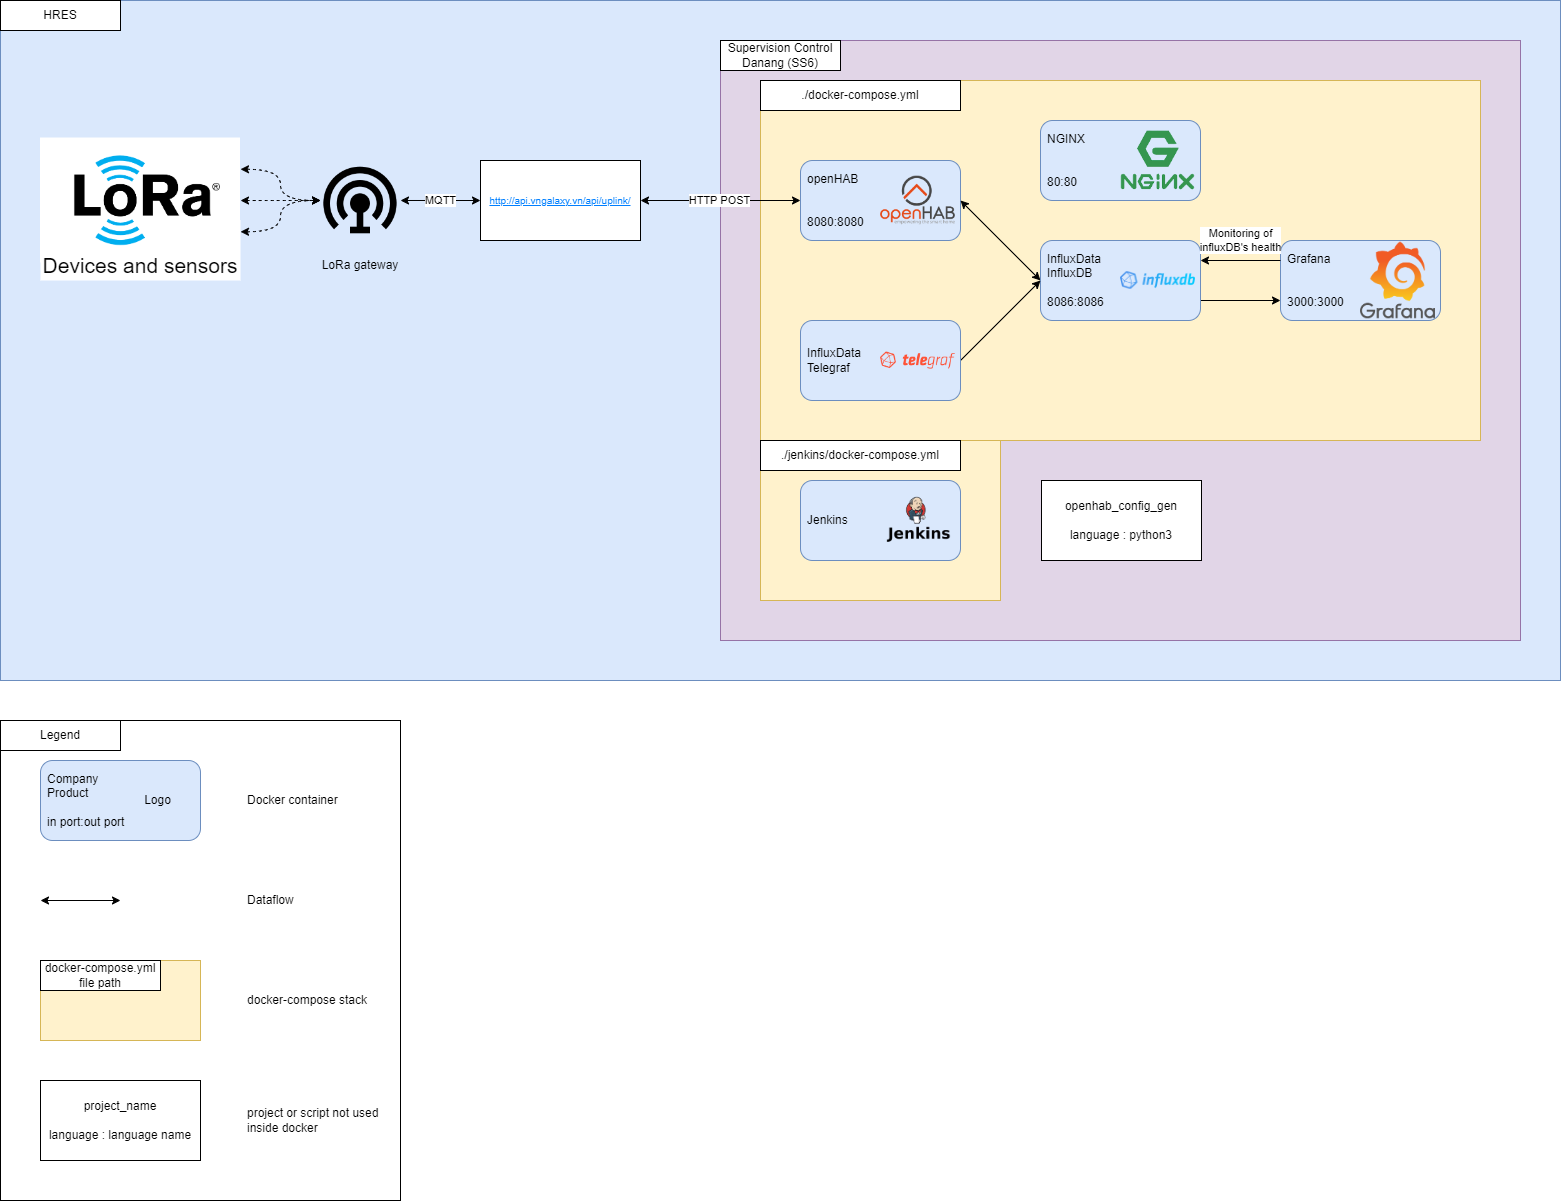 HRES
Supervision Control
Danang (SS6)
./docker-compose.yml
LoRa®
Devices and sensors
LoRa gateway
MQTT
http://api.vngalaxy.vn/api/uplink/
HTTP POST
openHAB
8080:8080
openHAB
NGINX
80:80
NGINX
InfluxData
InfluxDB
8086:8086
influxdb
Monitoring of
influxDB's health
Grafana
3000:3000
Grafana
InfluxData
Telegraf
telegraf
./jenkins/docker-compose.yml
Jenkins
Jenkins
openhab_config_gen
language : python3
Legend
Company
Product
Logo
in port:out port
Docker container
Dataflow
docker-compose.yml
file path
docker-compose stack
project_name
language : language name
project or script not used
inside docker